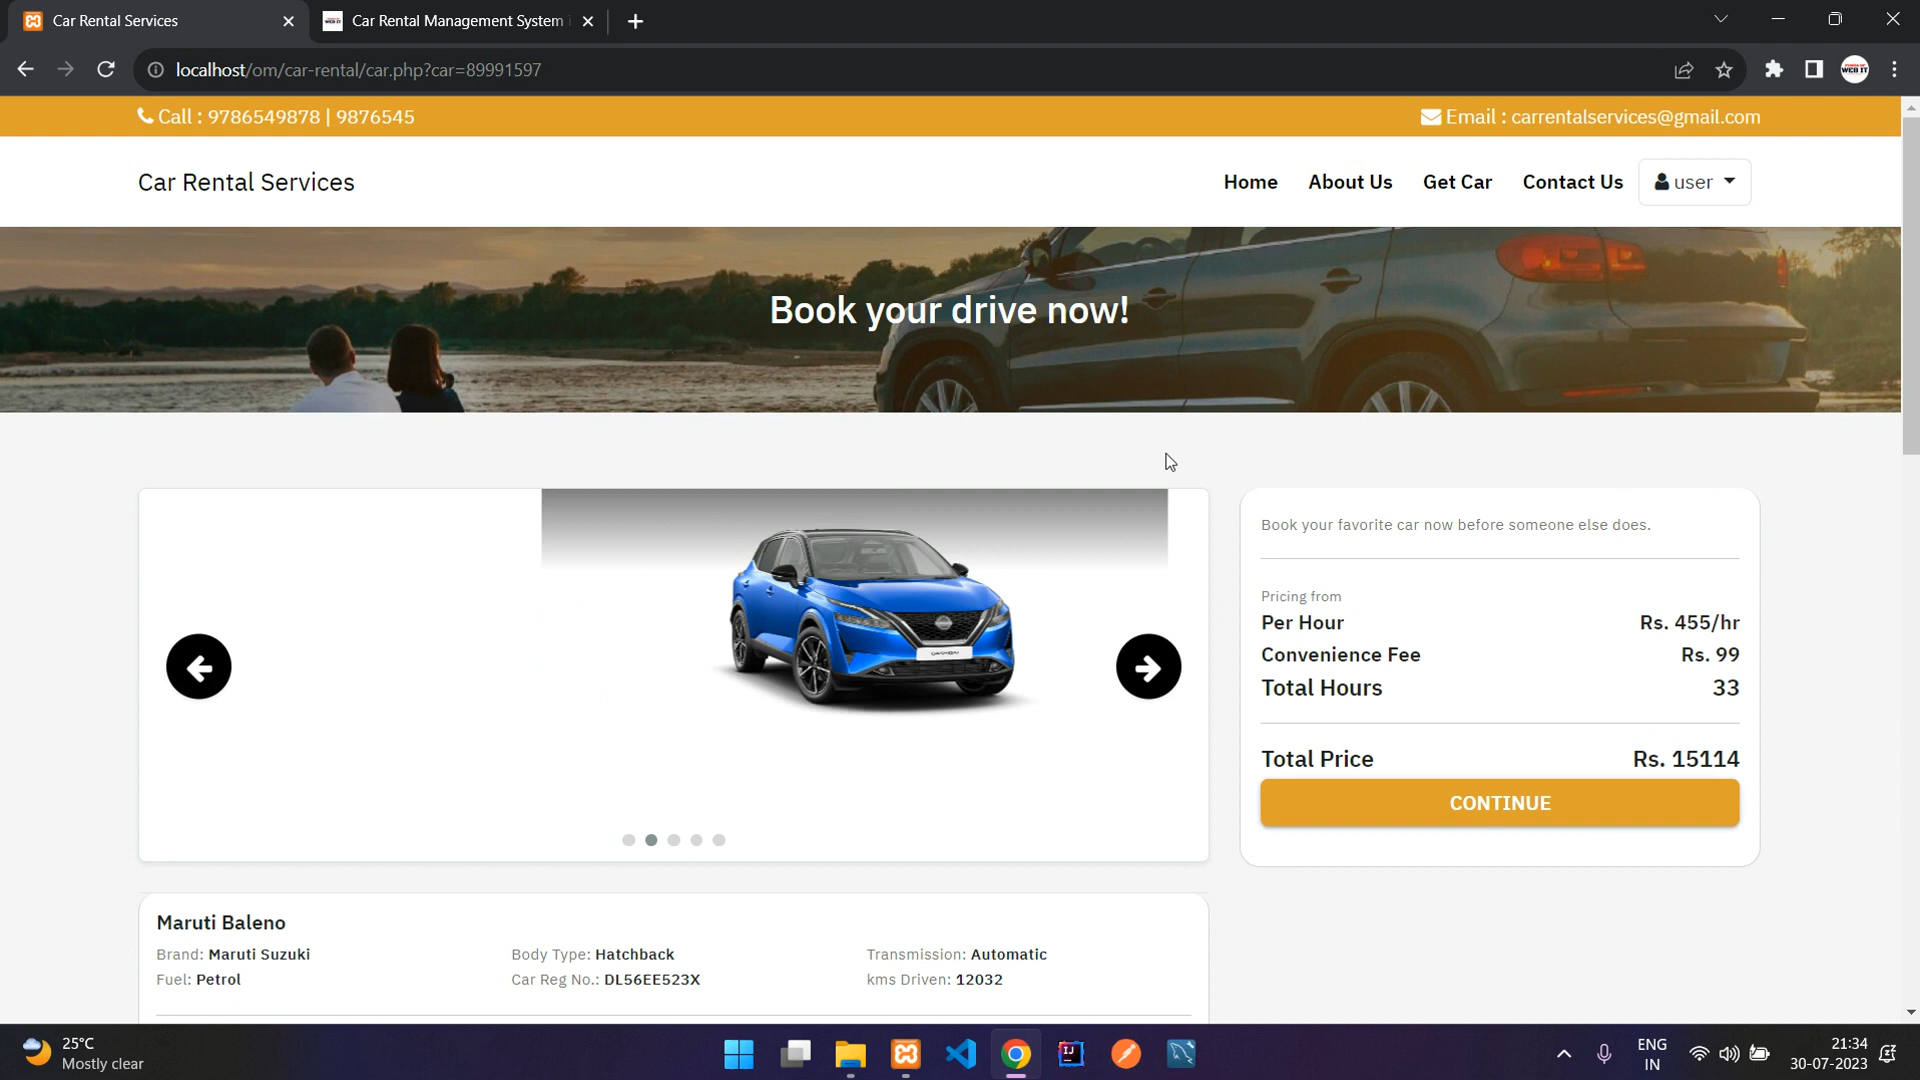 Car Rental Services
Car Rental Management System
localhost/om/car-rental/car.php?car=89991597
WEB IT
Call : 9786549878 | 9876545
Email : carrentalservices@gmail.com
Car Rental Services
Home
About Us
Get Car
Contact Us
user
Book your drive now!
Book your favorite car now before someone else does.
Pricing from
Per Hour Rs. 455/hr
Convenience Fee Rs. 99
Total Hours 33
Total Price Rs. 15114
CONTINUE
Maruti Baleno
Brand: Maruti Suzuki Body Type: Hatchback Transmission: Automatic
Fuel: Petrol Car Reg No.: DL56EE523X kms Driven: 12032
25°C
Mostly clear
ENG
IN
21:34
30-07-2023